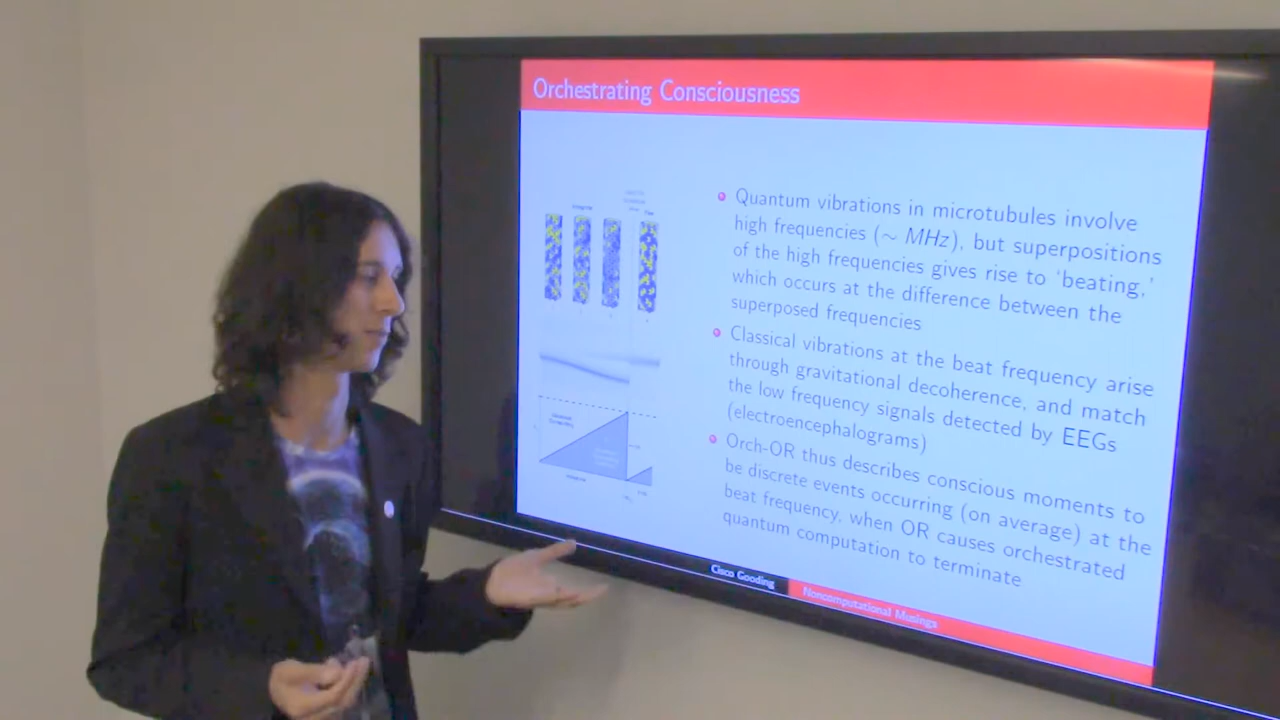 Orchestrating Consciousness
Quantum vibrations in microtubules involve
high frequencies (∼ MHz), but superpositions
of the high frequencies gives rise to 'beating,'
which occurs at the difference between the
superposed frequencies
Classical vibrations at the beat frequency arise
through gravitational decoherence, and match
the low frequency signals detected by EEGs
(electroencephalograms)
Orch-OR thus describes conscious moments to
be discrete events occurring (on average) at the
beat frequency, when OR causes orchestrated
quantum computation to terminate
Cisco Gooding
Noncomputational Musings